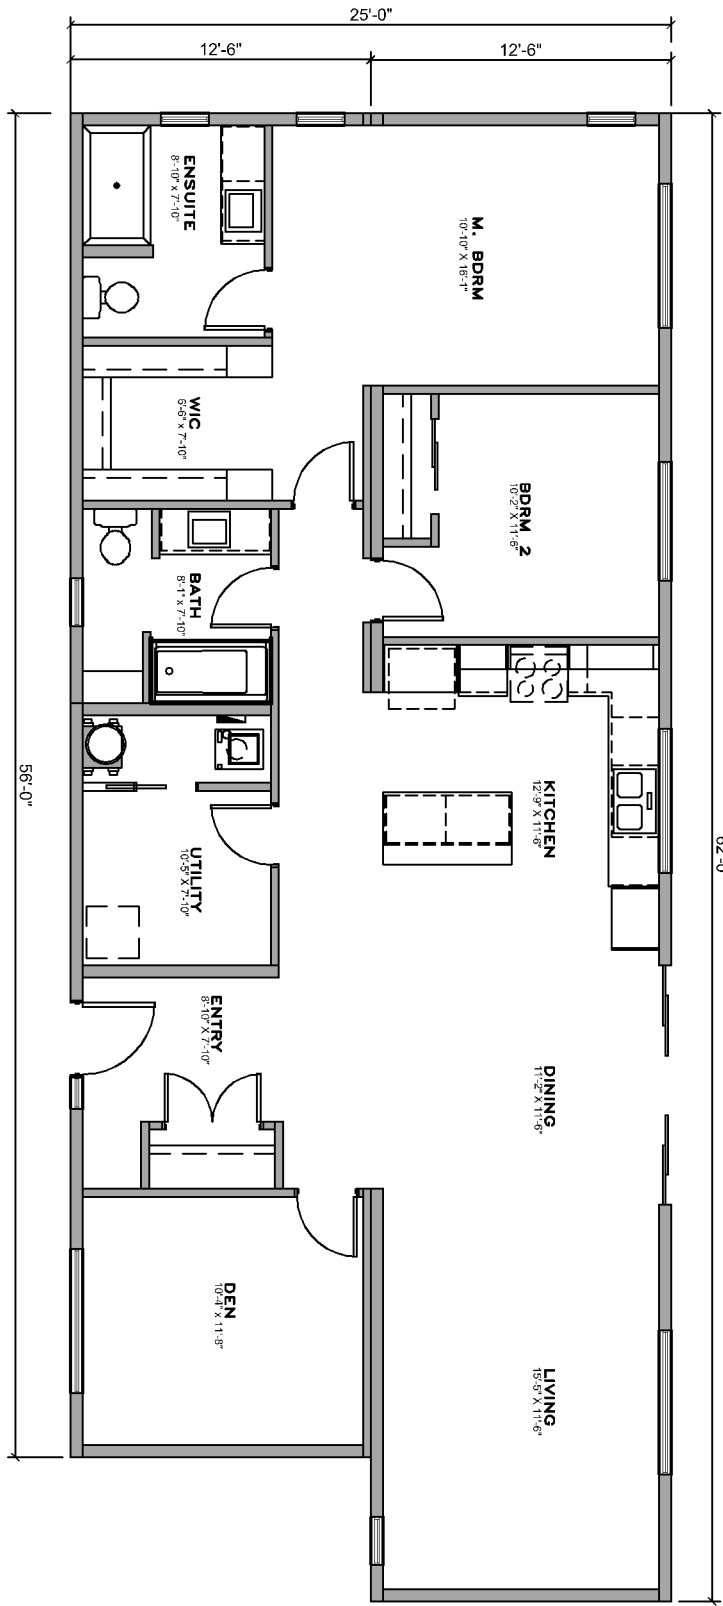 25'-0"
12'-6"
12'-6"
ENSUITE
8'-10" x 7'-10"
M. BDRM
10'-10" X 16'-1"
WIC
6'-6" x 7'-10"
BDRM 2
10'-2" X 11'-6"
BATH
8'-1" x 7'-10"
KITCHEN
12'-9" X 11'-6"
UTILITY
10'-5" X 7'-10"
56'-0"
62'-0"
ENTRY
8'-10" X 7'-10"
DINING
11'-2" X 11'-6"
DEN
10'-4" x 11'-8"
LIVING
15'-5" X 11'-6"